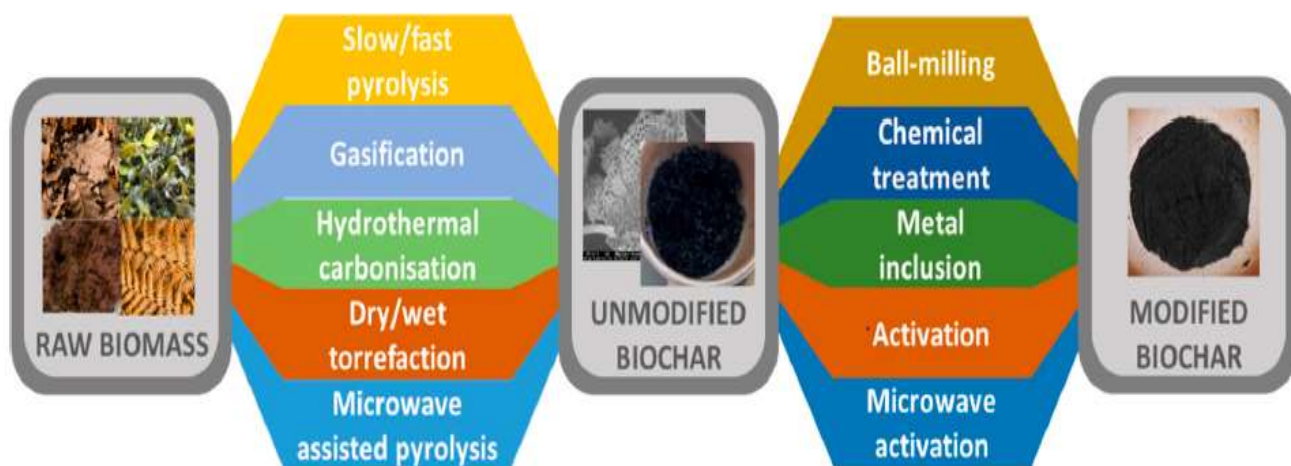 Slow/fast
pyrolysis
Gasification
Hydrothermal
carbonisation
Dry/wet
torrefaction
Microwave
assisted pyrolysis
RAW BIOMASS
UNMODIFIED
BIOCHAR
Ball-milling
Chemical
treatment
Metal
inclusion
Activation
Microwave
activation
MODIFIED
BIOCHAR